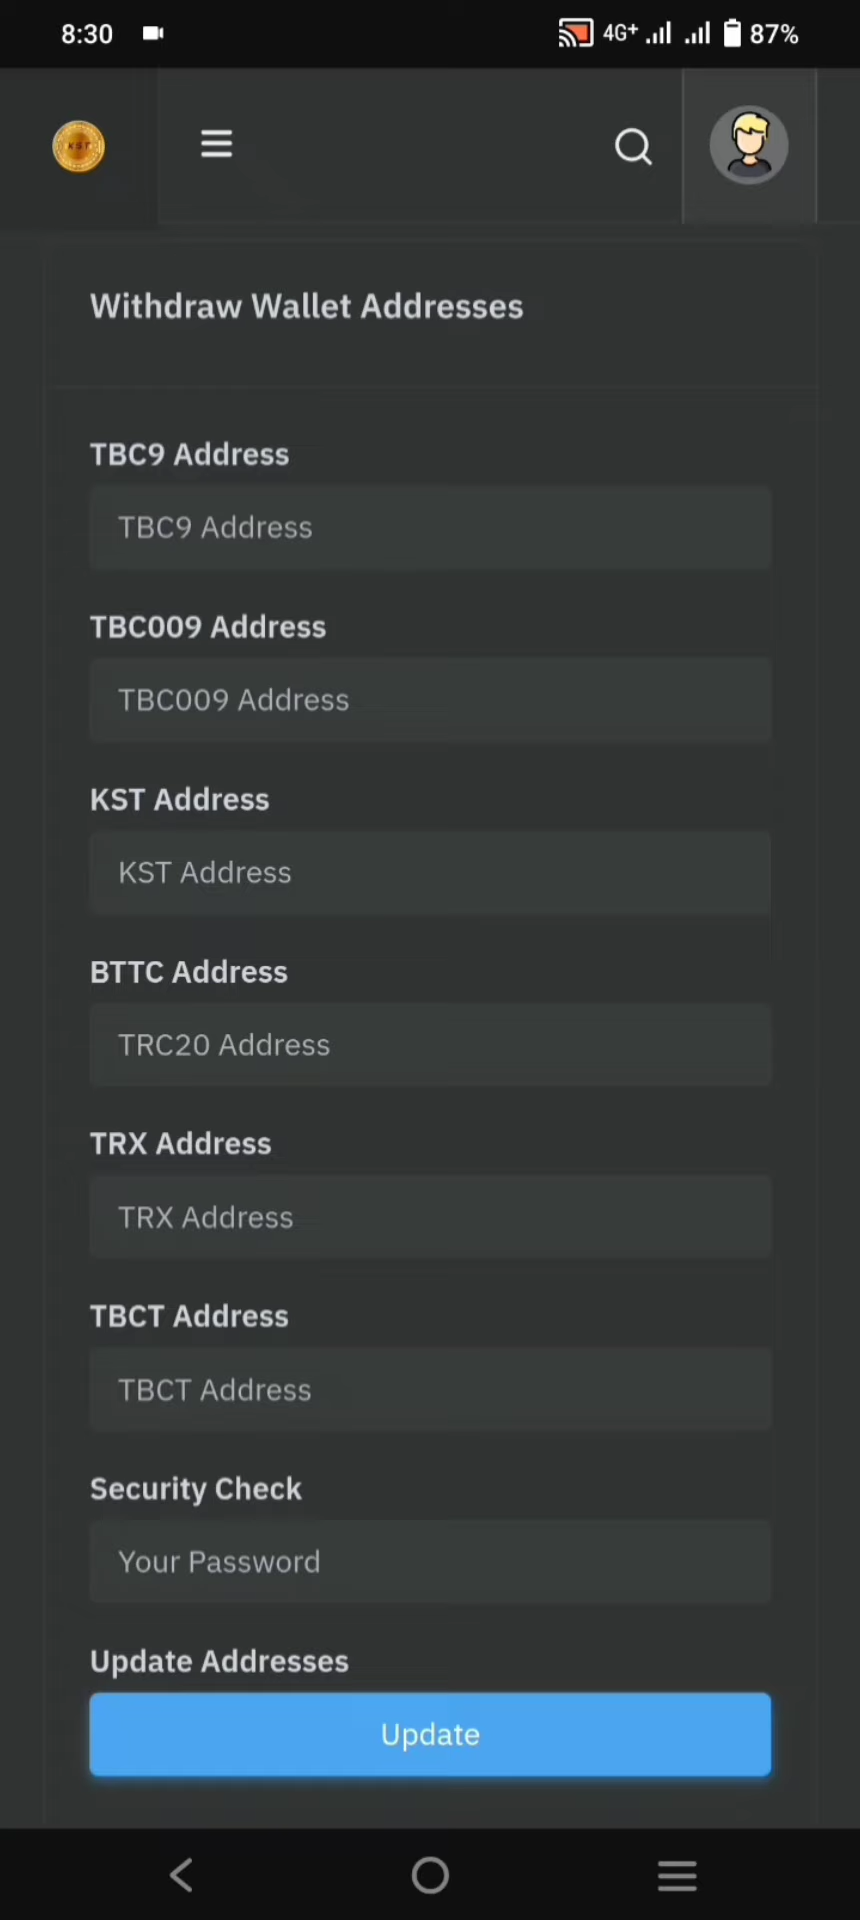 8:30 4G+ 87%
KST
Withdraw Wallet Addresses
TBC9 Address
TBC9 Address
TBC009 Address
TBC009 Address
KST Address
KST Address
BTTC Address
TRC20 Address
TRX Address
TRX Address
TBCT Address
TBCT Address
Security Check
Your Password
Update Addresses
Update